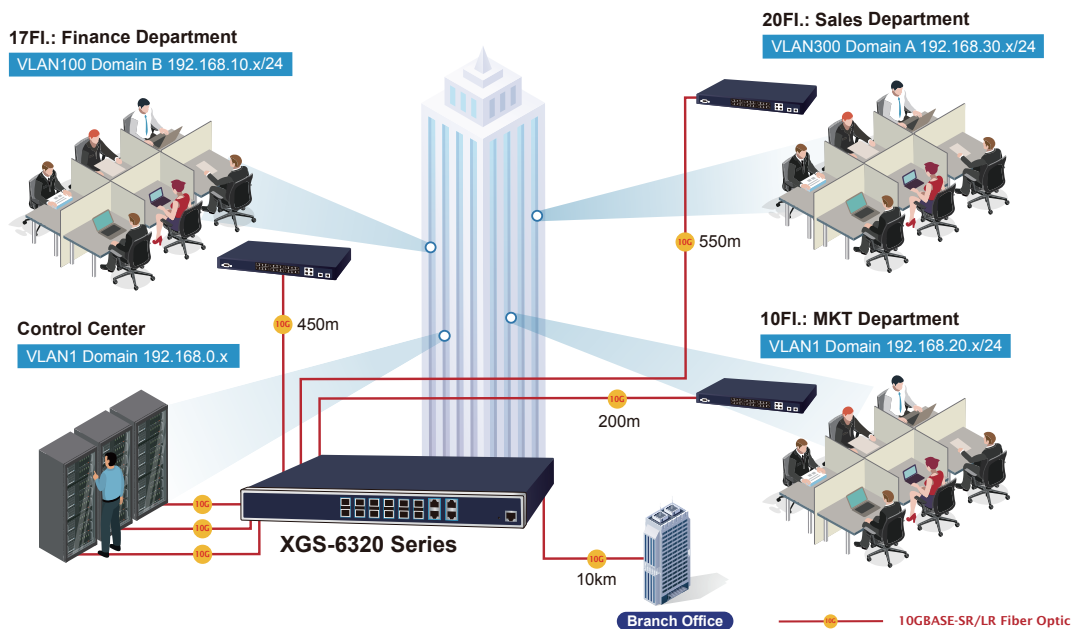 17Fl.: Finance Department
VLAN100 Domain B 192.168.10.x/24
20Fl.: Sales Department
VLAN300 Domain A 192.168.30.x/24
10G 550m
10G 450m
Control Center
VLAN1 Domain 192.168.0.x
10Fl.: MKT Department
VLAN1 Domain 192.168.20.x/24
10G
200m
10G
10G
10G
XGS-6320 Series
10G
10km
Branch Office
10G 10GBASE-SR/LR Fiber Optic